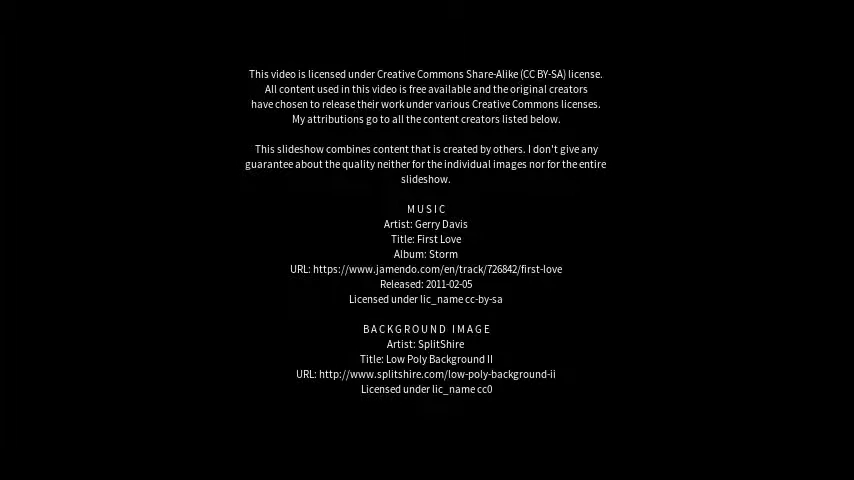 This video is licensed under Creative Commons Share-Alike (CC BY-SA) license.
All content used in this video is free available and the original creators
have chosen to release their work under various Creative Commons licenses.
My attributions go to all the content creators listed below.
This slideshow combines content that is created by others. I don't give any
guarantee about the quality neither for the individual images nor for the entire
slideshow.
MUSIC
Artist: Gerry Davis
Title: First Love
Album: Storm
URL: https://www.jamendo.com/en/track/726842/first-love
Released: 2011-02-05
Licensed under lic_name cc-by-sa
BACKGROUND IMAGE
Artist: SplitShire
Title: Low Poly Background II
URL: http://www.splitshire.com/low-poly-background-ii
Licensed under lic_name cc0